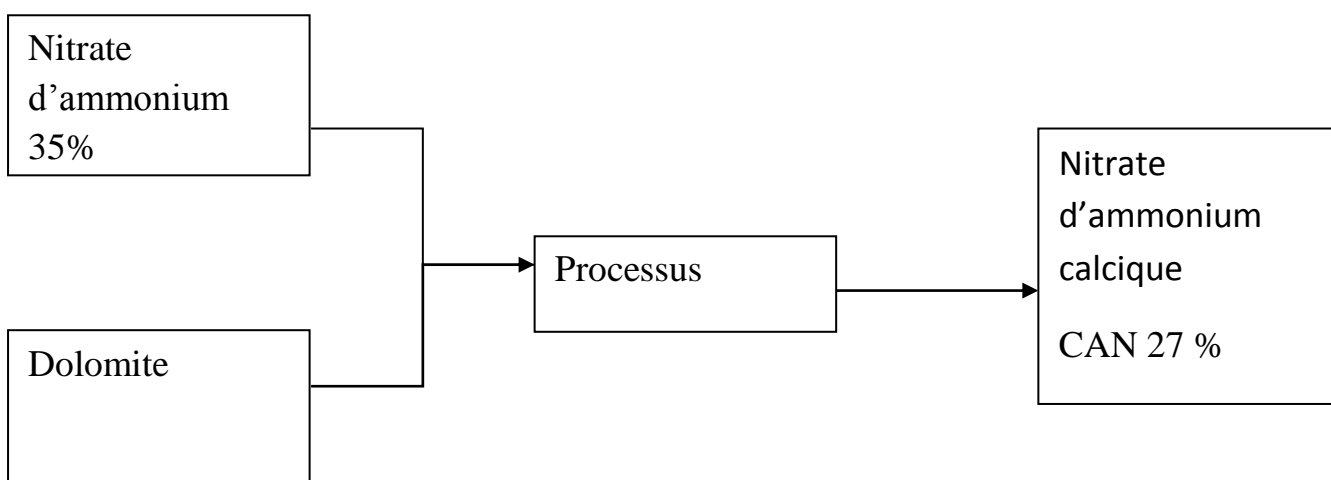 Nitrate
d’ammonium
35%
Dolomite
Processus
Nitrate
d’ammonium
calcique
CAN 27 %